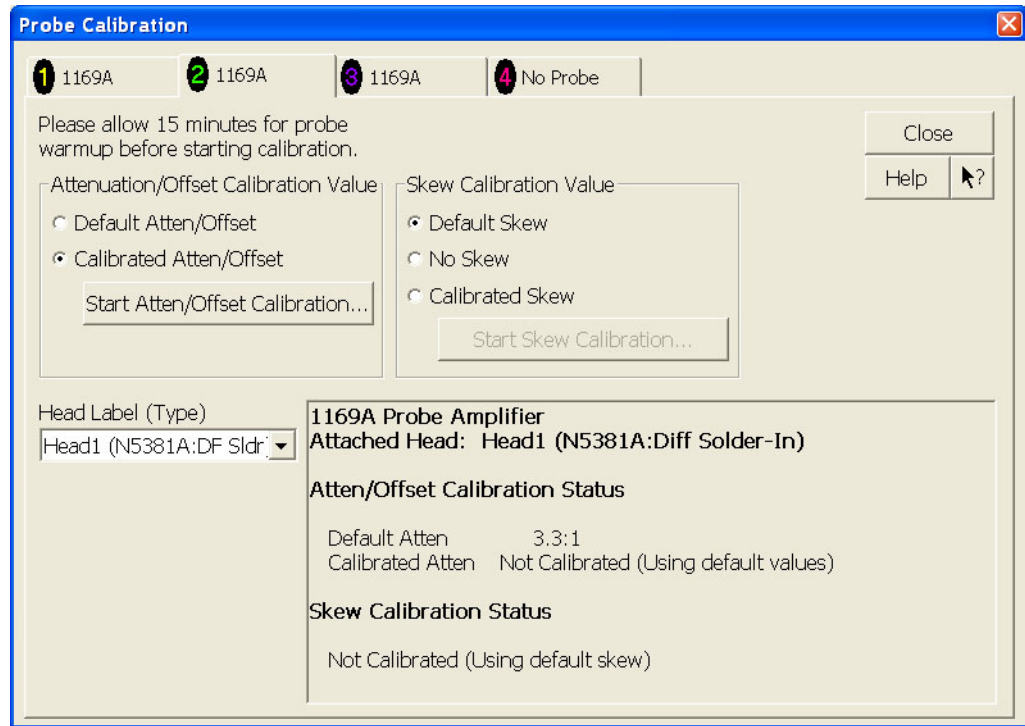 Probe Calibration
1 1169A
2 1169A
3 1169A
4 No Probe
Please allow 15 minutes for probe
warmup before starting calibration.
Close
Help
?
Attenuation/Offset Calibration Value
Default Atten/Offset
Calibrated Atten/Offset
Start Atten/Offset Calibration...
Skew Calibration Value
Default Skew
No Skew
Calibrated Skew
Start Skew Calibration...
Head Label (Type)
Head1 (N5381A:DF Sldr)
1169A Probe Amplifier
Attached Head: Head1 (N5381A:Diff Solder-In)
Atten/Offset Calibration Status
Default Atten 3.3:1
Calibrated Atten Not Calibrated (Using default values)
Skew Calibration Status
Not Calibrated (Using default skew)